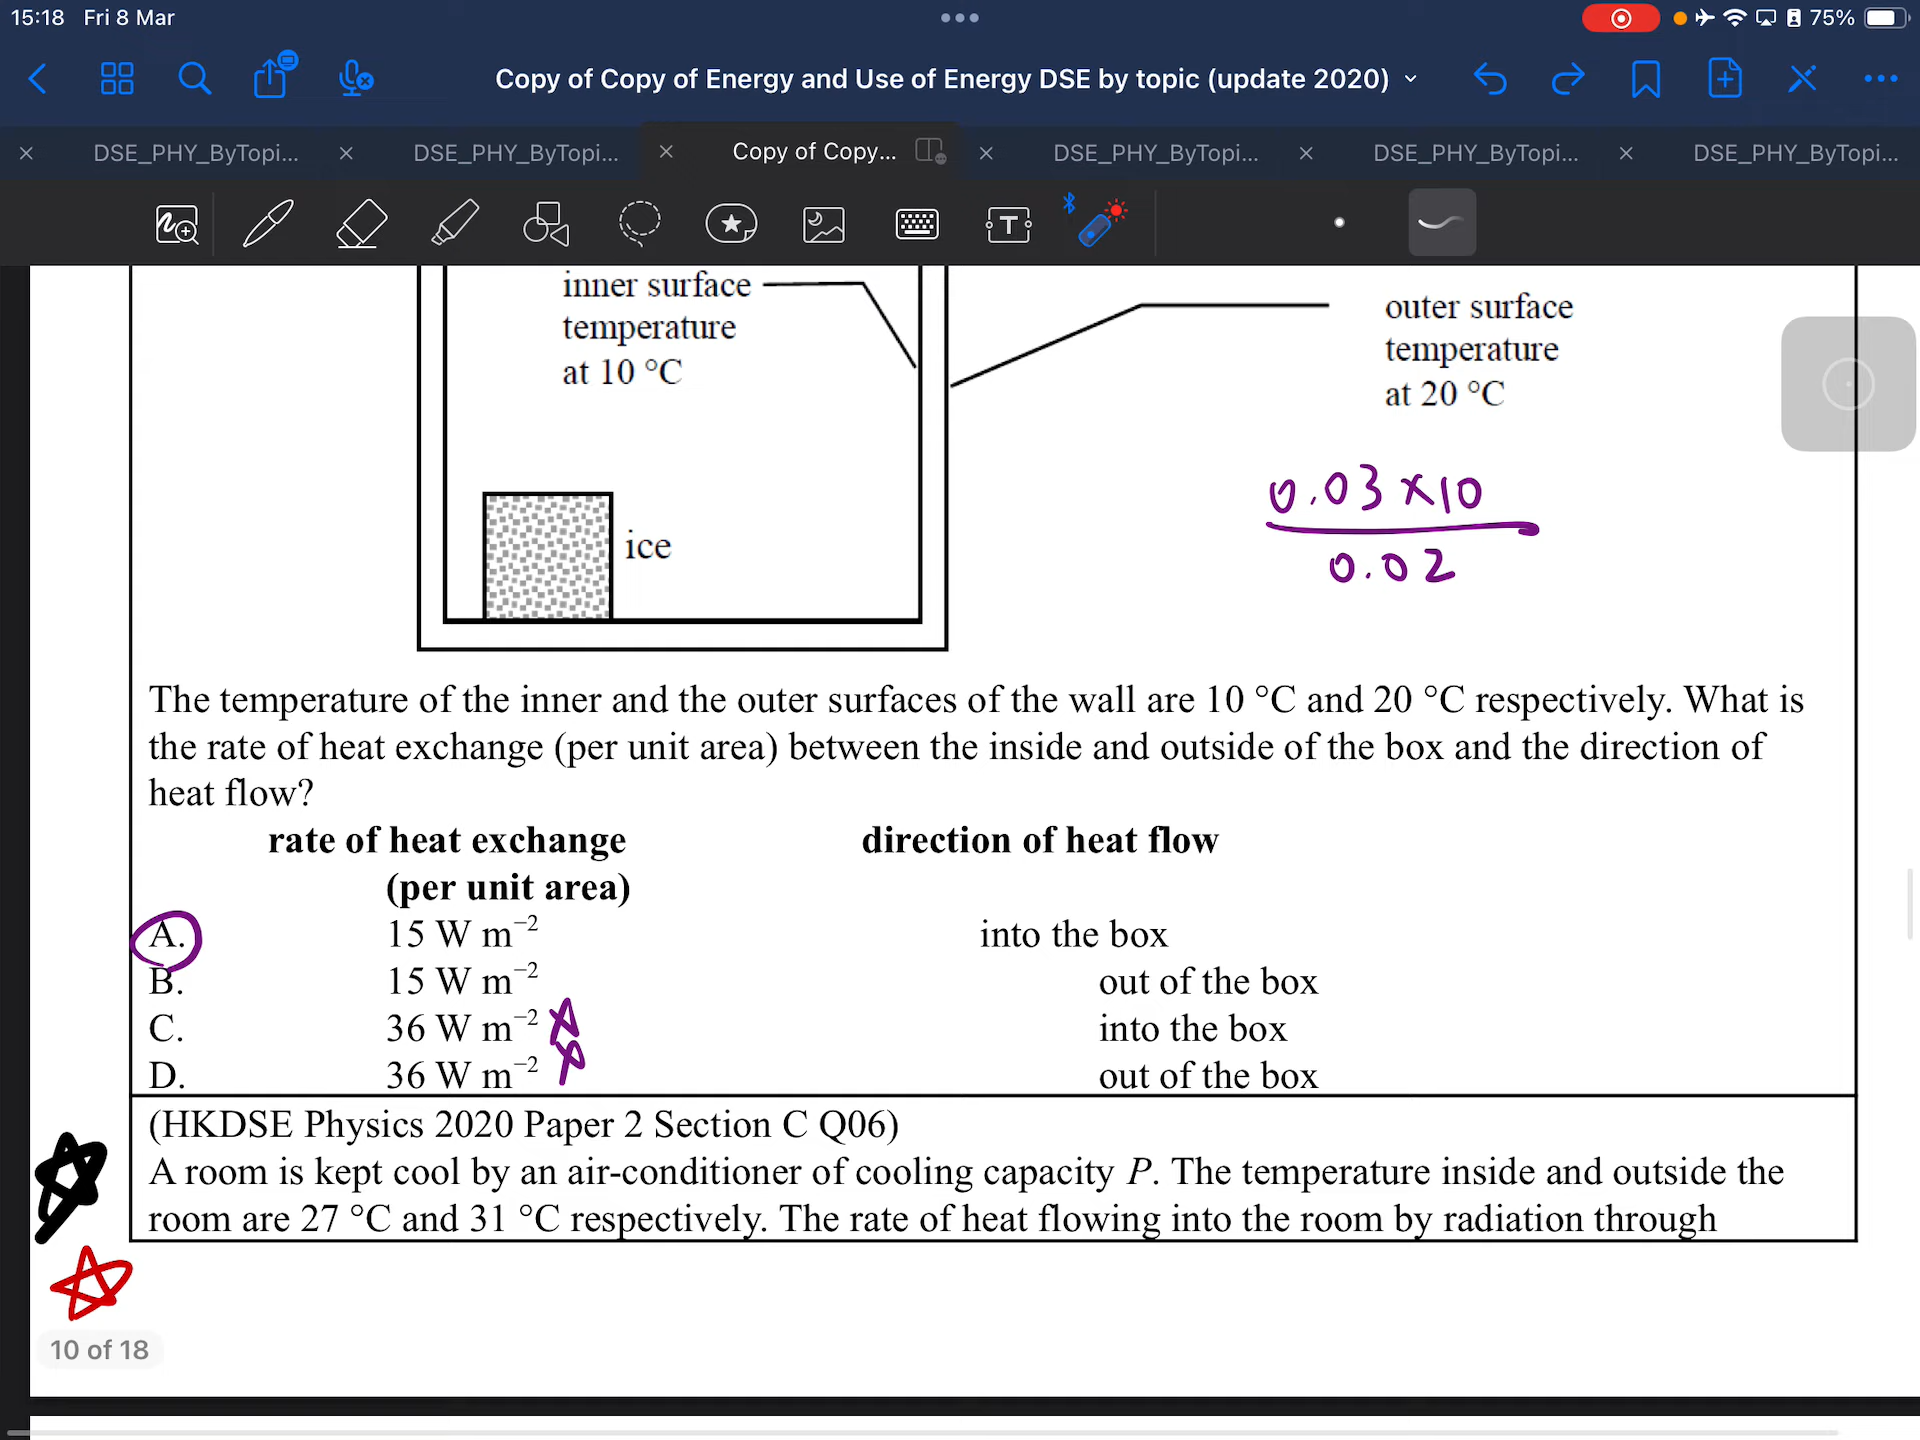 15:18 Fri 8 Mar
75%
Copy of Copy of Energy and Use of Energy DSE by topic (update 2020)
DSE_PHY_ByTopi...
DSE_PHY_ByTopi...
Copy of Copy...
DSE_PHY_ByTopi...
DSE_PHY_ByTopi...
DSE_PHY_ByTopi...
inner surface
temperature
at 10 °C
outer surface
temperature
at 20 °C
0.03 × 10
0.02
ice
The temperature of the inner and the outer surfaces of the wall are 10 °C and 20 °C respectively. What is
the rate of heat exchange (per unit area) between the inside and outside of the box and the direction of
heat flow?
rate of heat exchange direction of heat flow
(per unit area)
A. 15 W m⁻² into the box
B. 15 W m⁻² out of the box
C. 36 W m⁻² into the box
D. 36 W m⁻² out of the box
(HKDSE Physics 2020 Paper 2 Section C Q06)
A room is kept cool by an air-conditioner of cooling capacity P. The temperature inside and outside the
room are 27 °C and 31 °C respectively. The rate of heat flowing into the room by radiation through
10 of 18